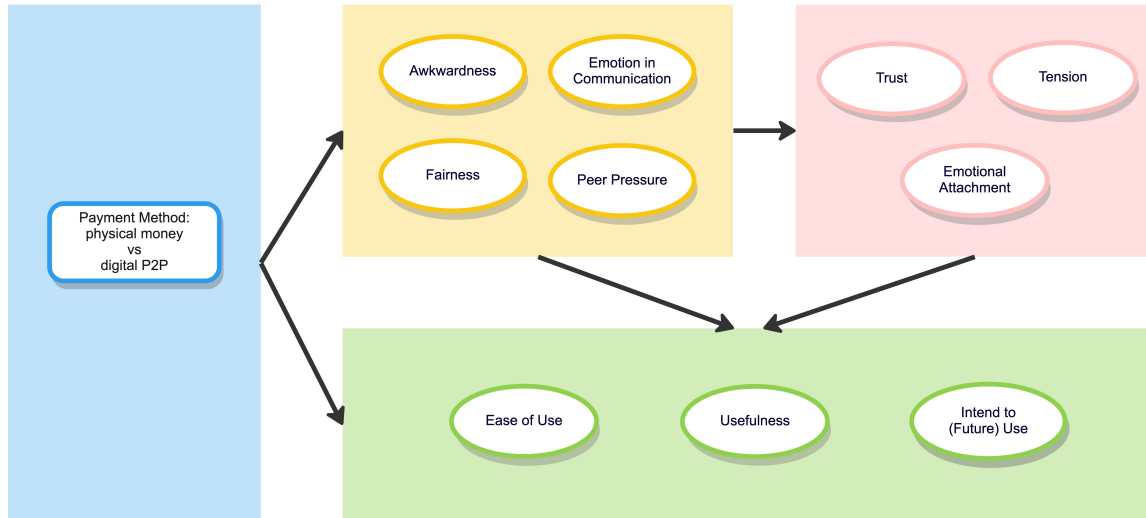 Payment Method:
physical money
vs
digital P2P
Awkwardness
Emotion in
Communication
Fairness
Peer Pressure
Trust
Tension
Emotional
Attachment
Ease of Use
Usefulness
Intend to
(Future) Use